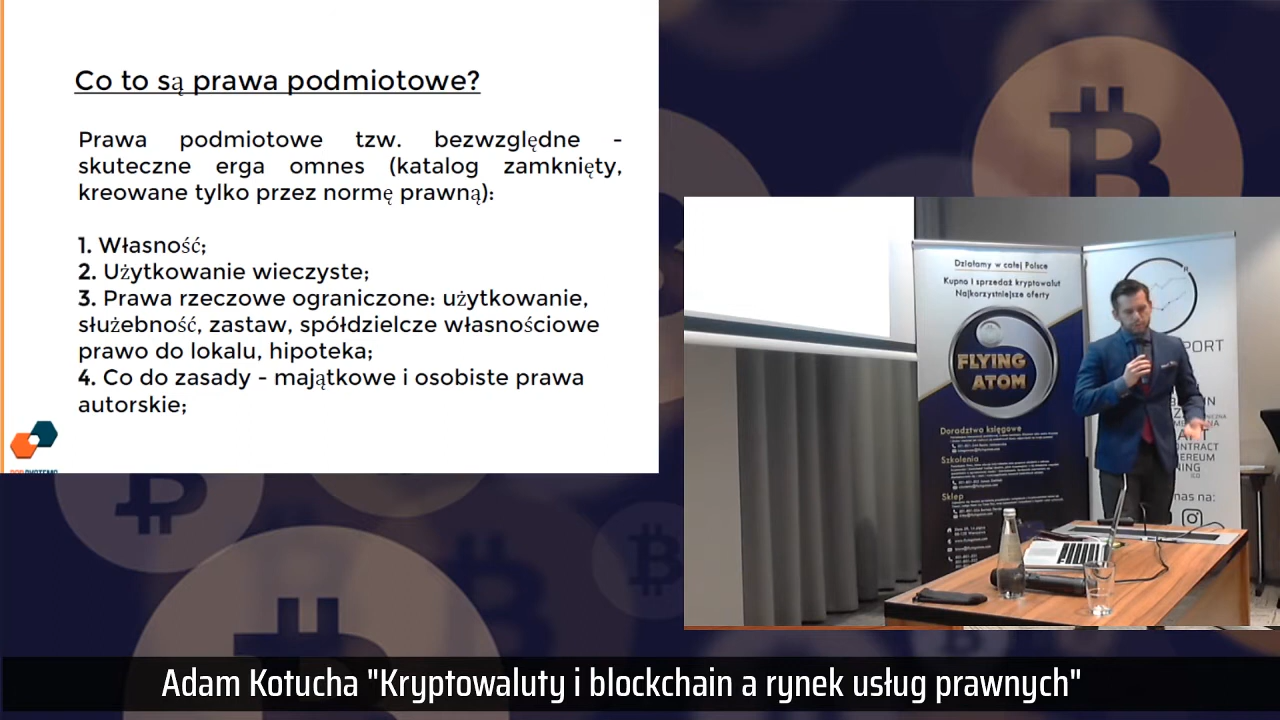 Co to są prawa podmiotowe?
Prawa podmiotowe tzw. bezwzględne -
skuteczne erga omnes (katalog zamknięty,
kreowane tylko przez normę prawną):
1. Własność;
2. Użytkowanie wieczyste;
3. Prawa rzeczowe ograniczone: użytkowanie,
służebność, zastaw, spółdzielcze własnościowe
prawo do lokalu, hipoteka;
4. Co do zasady - majątkowe i osobiste prawa
autorskie;
Działamy w całej Polsce
Kupno i sprzedaż kryptowalut
Najkorzystniejsze oferty
FLYING
ATOM
Doradztwo księgowe
Szkolenia
Sklep
PORT
nas na:
Adam Kotucha "Kryptowaluty i blockchain a rynek usług prawnych"